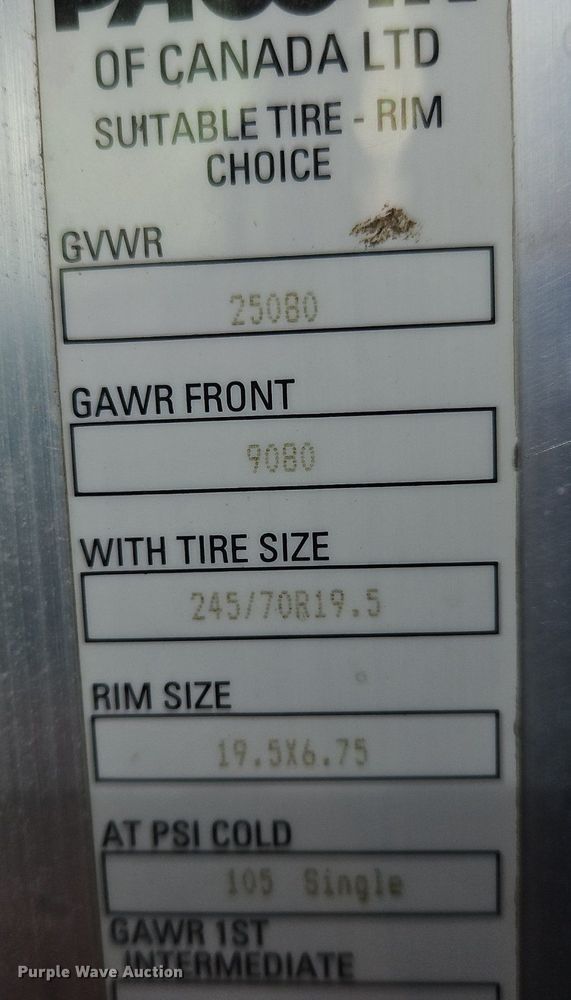 OF CANADA LTD
SUITABLE TIRE - RIM
CHOICE
GVWR
25080
GAWR FRONT
9080
WITH TIRE SIZE
245/70R19.5
RIM SIZE
19.5X6.75
AT PSI COLD
105 Single
GAWR 1ST
INTERMEDIATE
Purple Wave Auction